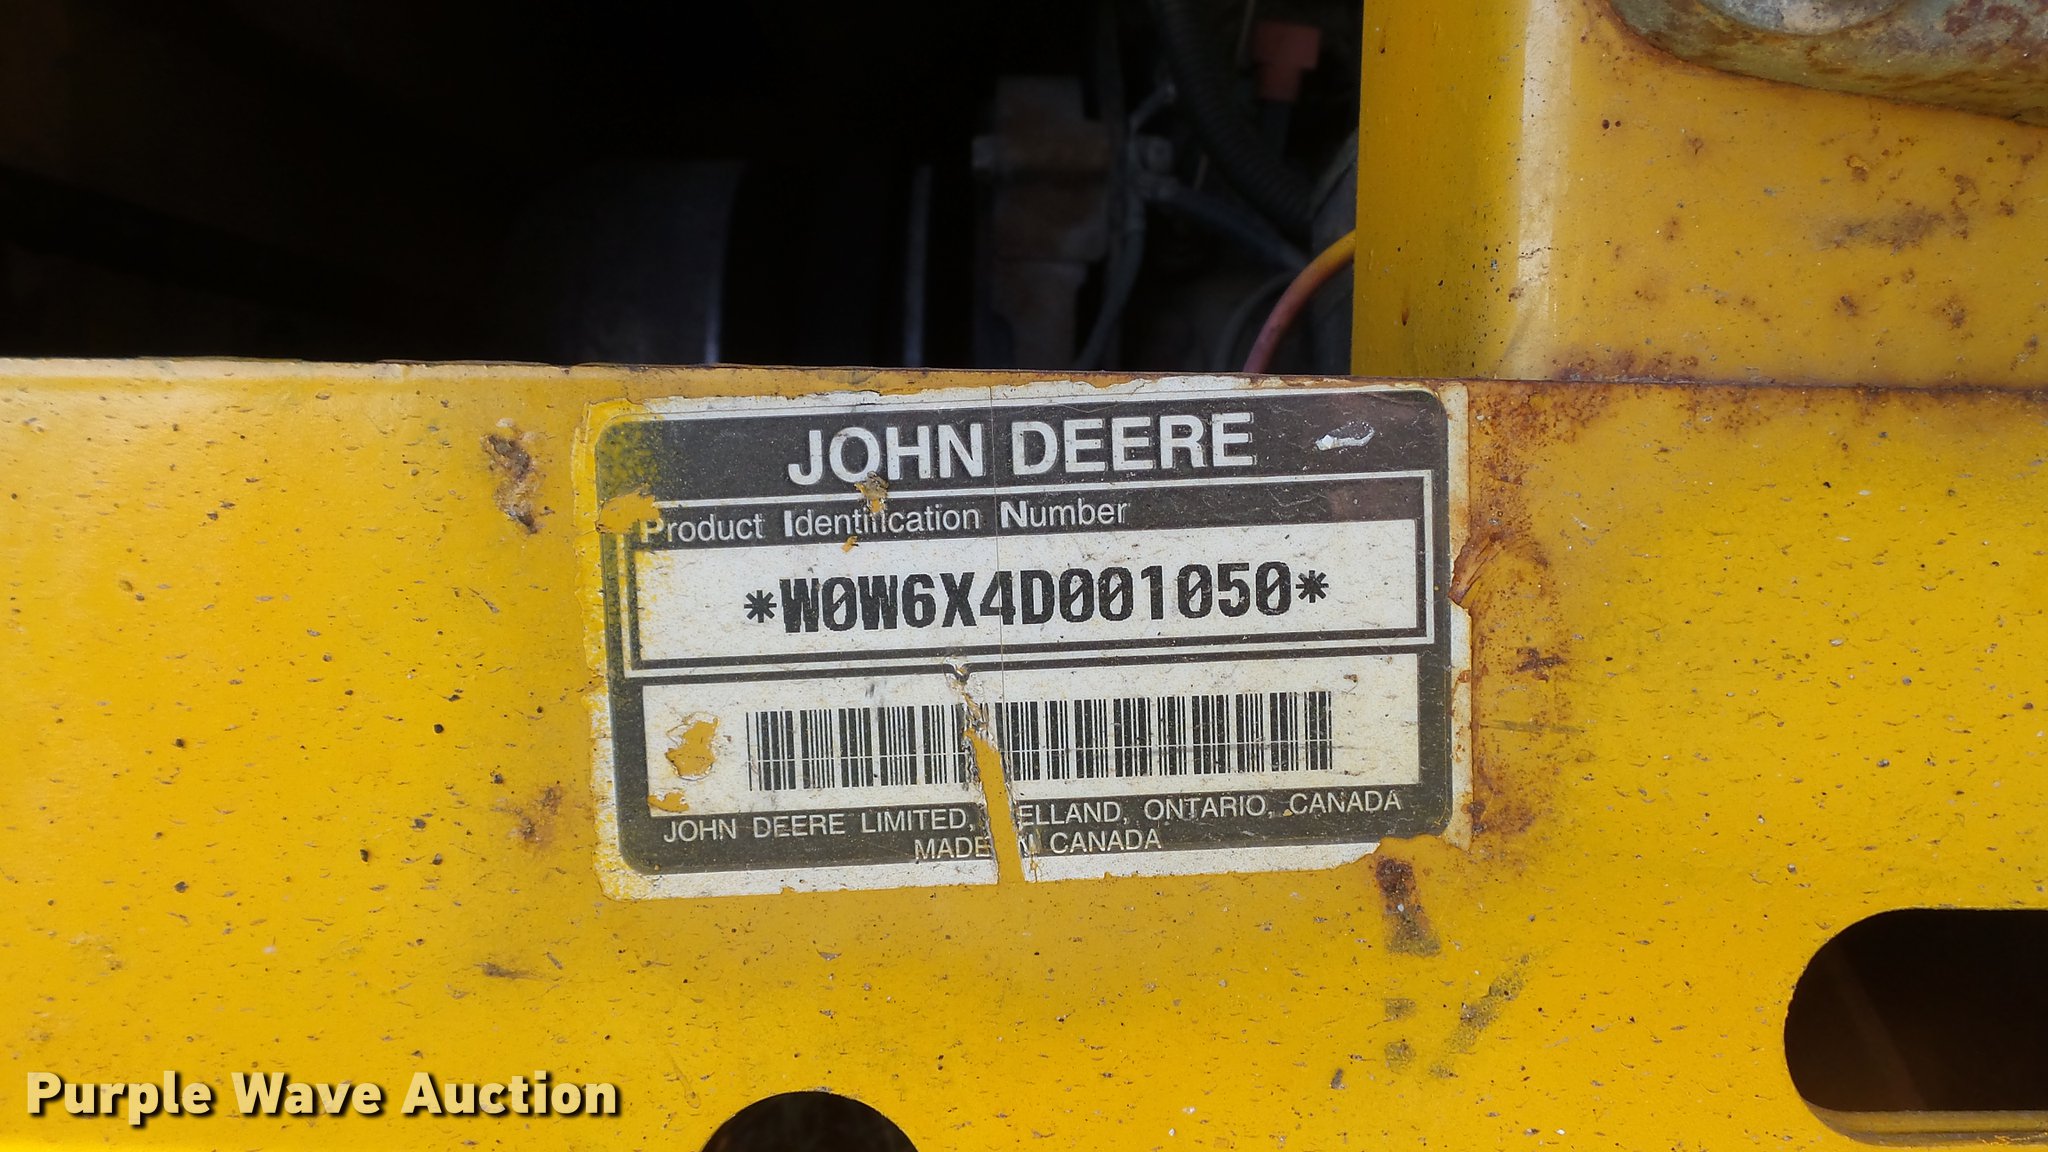 JOHN DEERE
Product Identification Number
*W0W6X4D001050*
JOHN DEERE LIMITED, ELLAND, ONTARIO, CANADA
MADE N CANADA
Purple Wave Auction